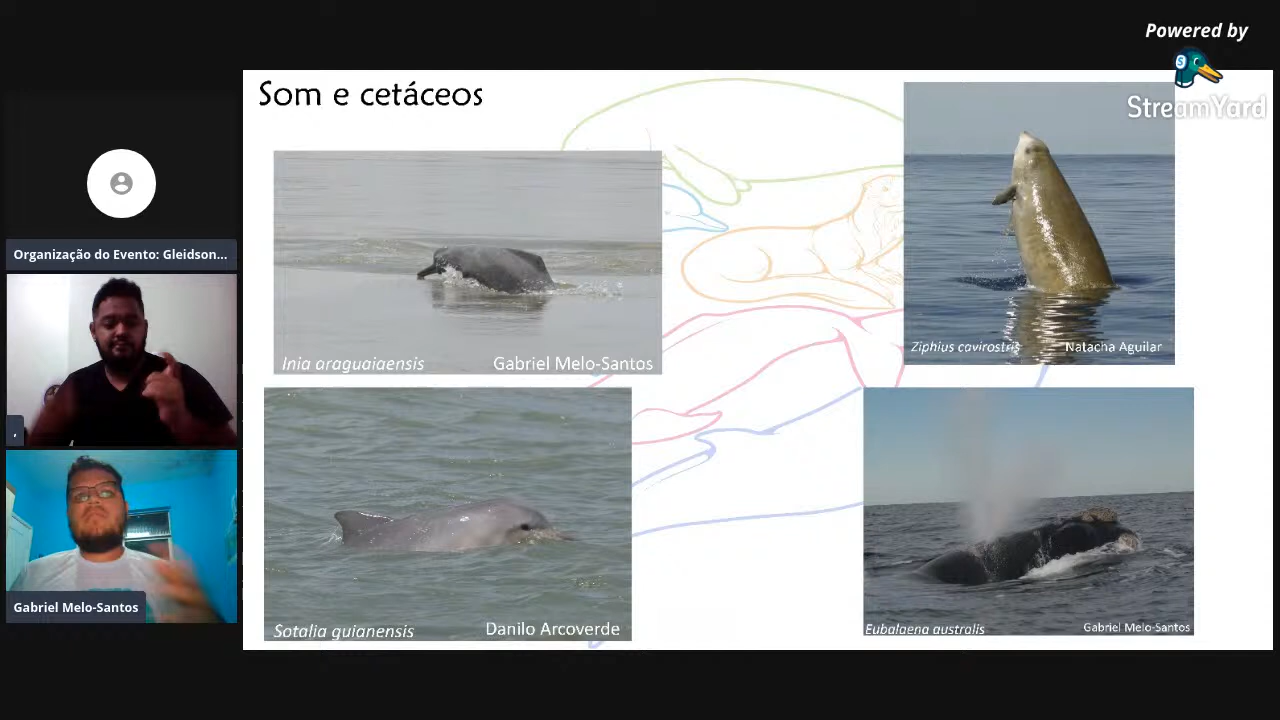 Powered by
StreamYard
Som e cetáceos
Organização do Evento: Gleidson...
,
Gabriel Melo-Santos
Inia araguaiaensis
Gabriel Melo-Santos
Ziphius cavirostris
Natacha Aguilar
Sotalia guianensis
Danilo Arcoverde
Eubalaena australis
Gabriel Melo-Santos